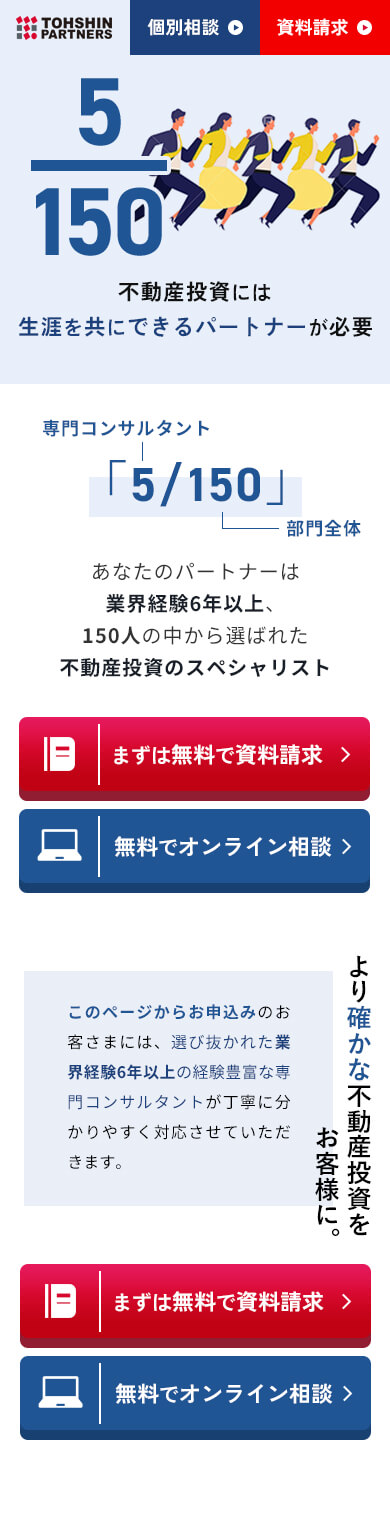 TOHSHIN
PARTNERS
個別相談
資料請求
5
150
不動産投資には
生涯を共にできるパートナーが必要
専門コンサルタント
「5/150」
部門全体
あなたのパートナーは
業界経験6年以上、
150人の中から選ばれた
不動産投資のスペシャリスト
まずは無料で資料請求
無料でオンライン相談
より確かな不動産投資を
お客様に。
このページからお申込みのお
客さまには、選び抜かれた業
界経験6年以上の経験豊富な専
門コンサルタントが丁寧に分
かりやすく対応させていただ
きます。
まずは無料で資料請求
無料でオンライン相談